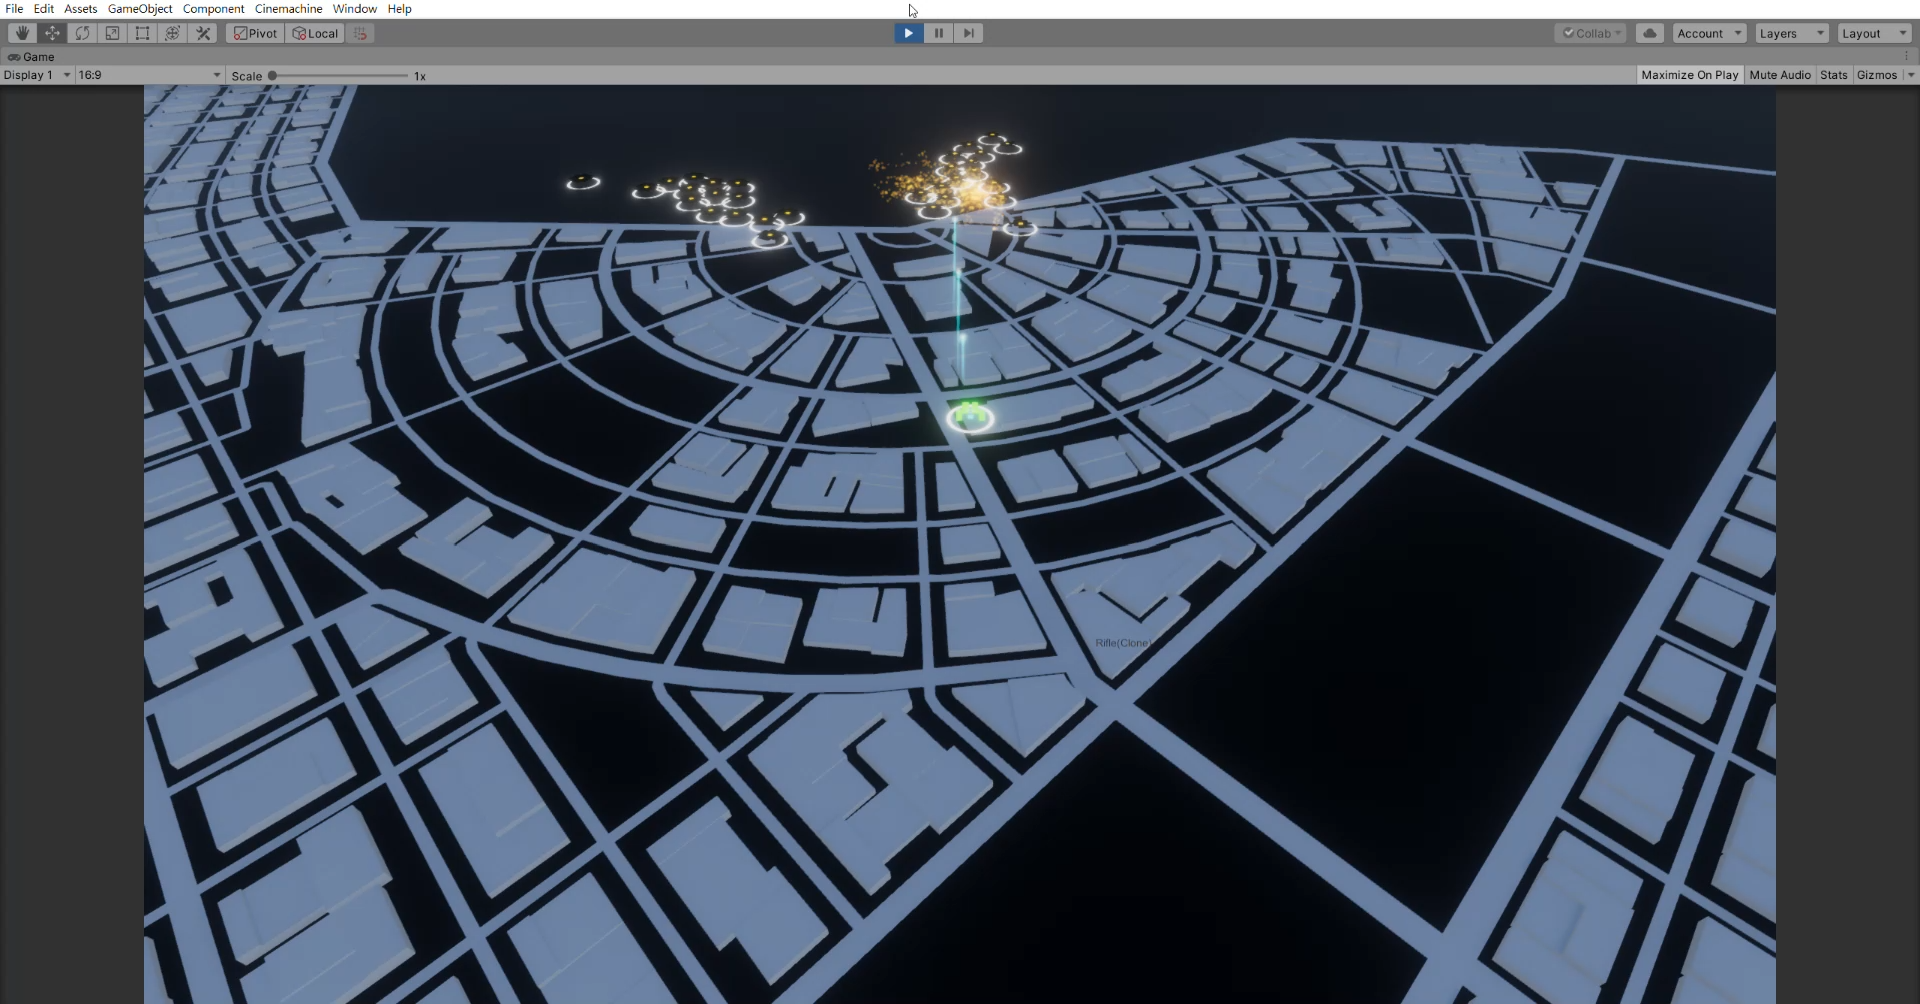 File Edit Assets GameObject Component Cinemachine Window Help
Pivot Local Collab Account Layers Layout
Game
Display 1 16:9 Scale 1x Maximize On Play Mute Audio Stats Gizmos
Rifle(Clone)